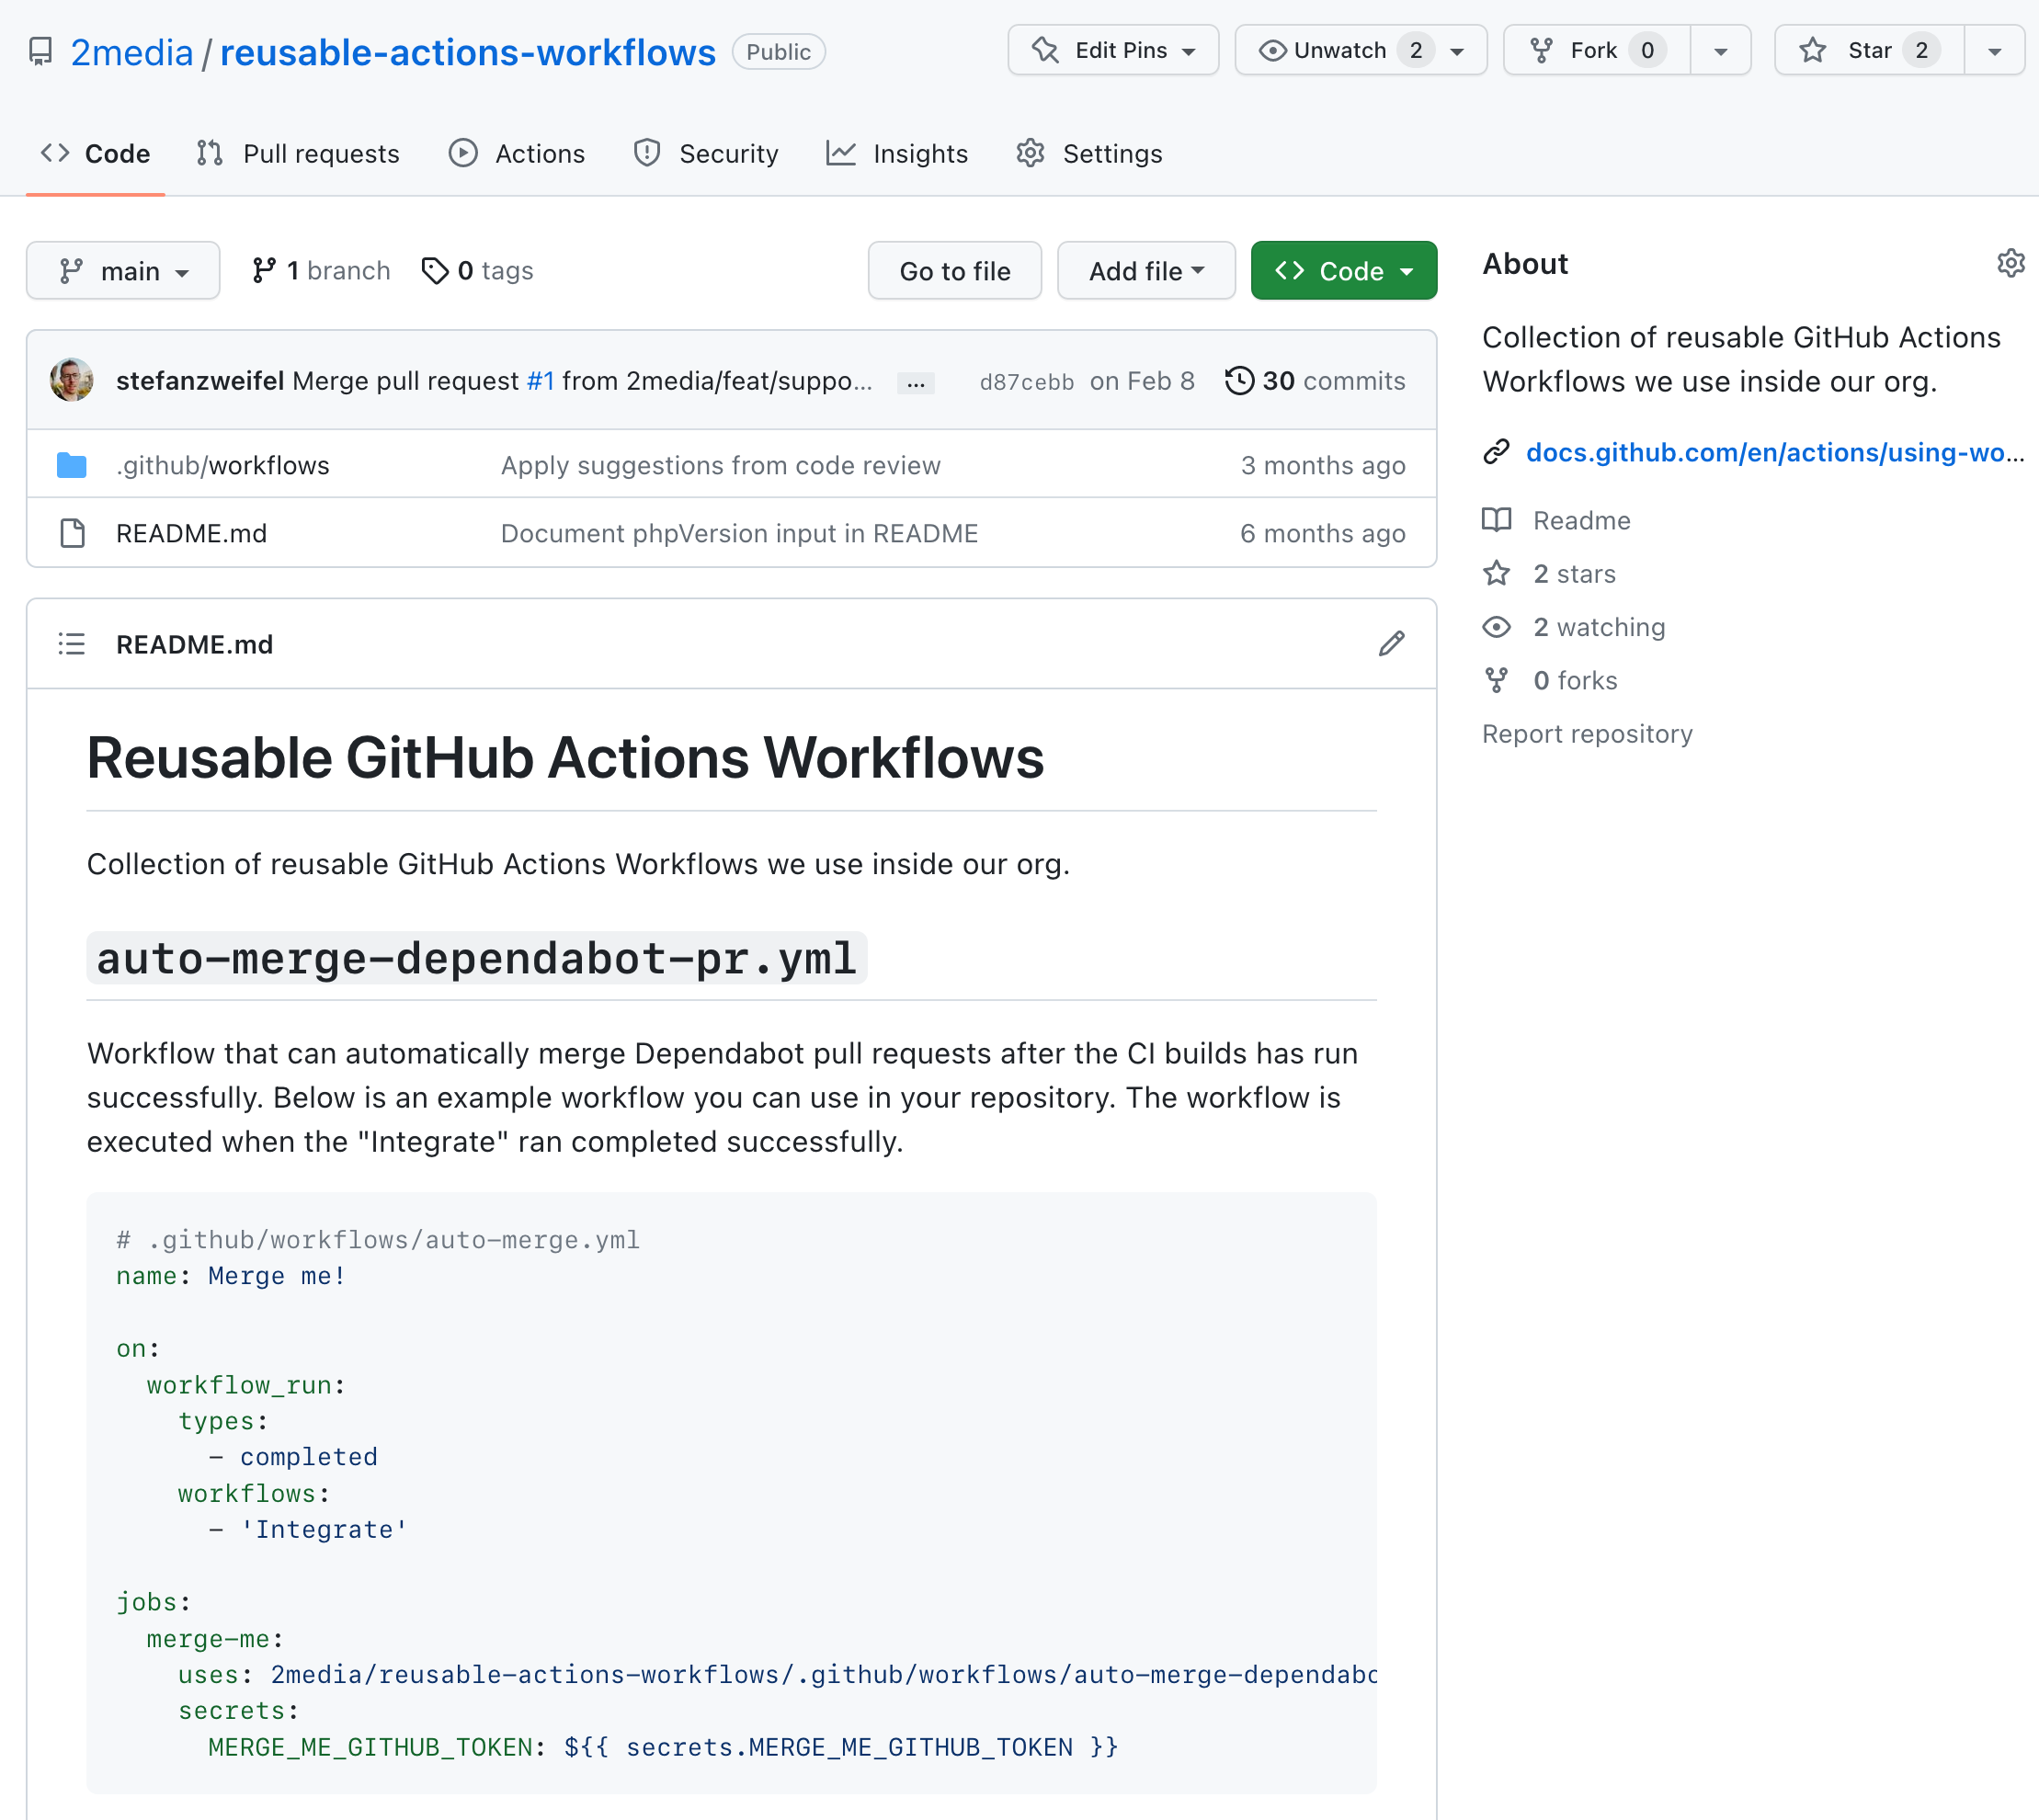 2media / reusable-actions-workflows Public
Edit Pins Unwatch 2 Fork 0 Star 2
Code Pull requests Actions Security Insights Settings
main 1 branch 0 tags Go to file Add file Code
stefanzweifel Merge pull request #1 from 2media/feat/suppo... ... d87cebb on Feb 8 30 commits
.github/workflows Apply suggestions from code review 3 months ago
README.md Document phpVersion input in README 6 months ago
About
Collection of reusable GitHub Actions
Workflows we use inside our org.
docs.github.com/en/actions/using-wo...
Readme
2 stars
2 watching
0 forks
Report repository
README.md
Reusable GitHub Actions Workflows
Collection of reusable GitHub Actions Workflows we use inside our org.
auto-merge-dependabot-pr.yml
Workflow that can automatically merge Dependabot pull requests after the CI builds has run
successfully. Below is an example workflow you can use in your repository. The workflow is
executed when the "Integrate" ran completed successfully.
# .github/workflows/auto-merge.yml
name: Merge me!
on:
workflow_run:
types:
- completed
workflows:
- 'Integrate'
jobs:
merge-me:
uses: 2media/reusable-actions-workflows/.github/workflows/auto-merge-dependabo
secrets:
MERGE_ME_GITHUB_TOKEN: ${{ secrets.MERGE_ME_GITHUB_TOKEN }}